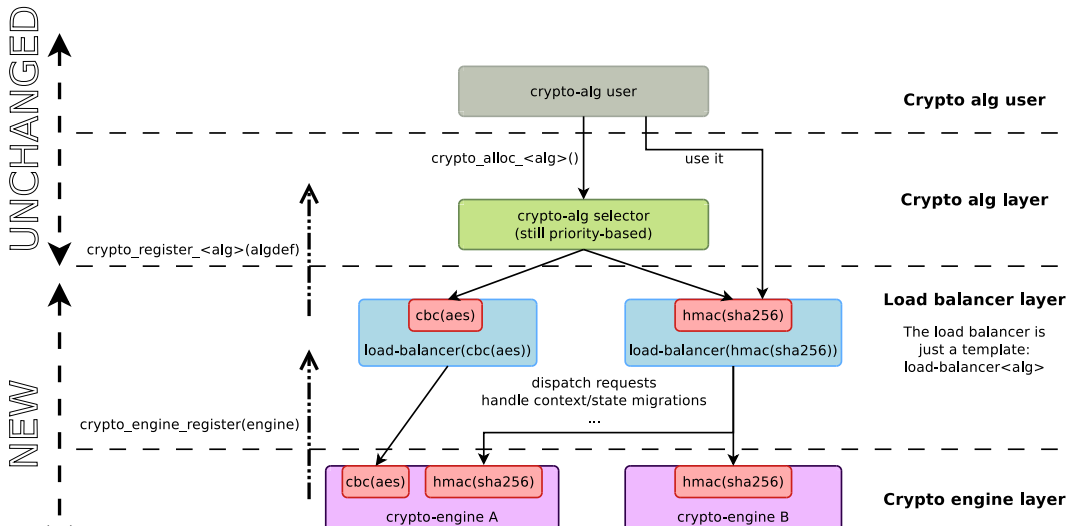 UNCHANGED
crypto-alg user
Crypto alg user
crypto_alloc_<alg>()
use it
crypto-alg selector
(still priority-based)
Crypto alg layer
crypto_register_<alg>(algdef)
NEW
cbc(aes)
load-balancer(cbc(aes))
hmac(sha256)
load-balancer(hmac(sha256))
Load balancer layer
The load balancer is
just a template:
load-balancer<alg>
dispatch requests
handle context/state migrations
...
crypto_engine_register(engine)
cbc(aes)
hmac(sha256)
crypto-engine A
hmac(sha256)
crypto-engine B
Crypto engine layer